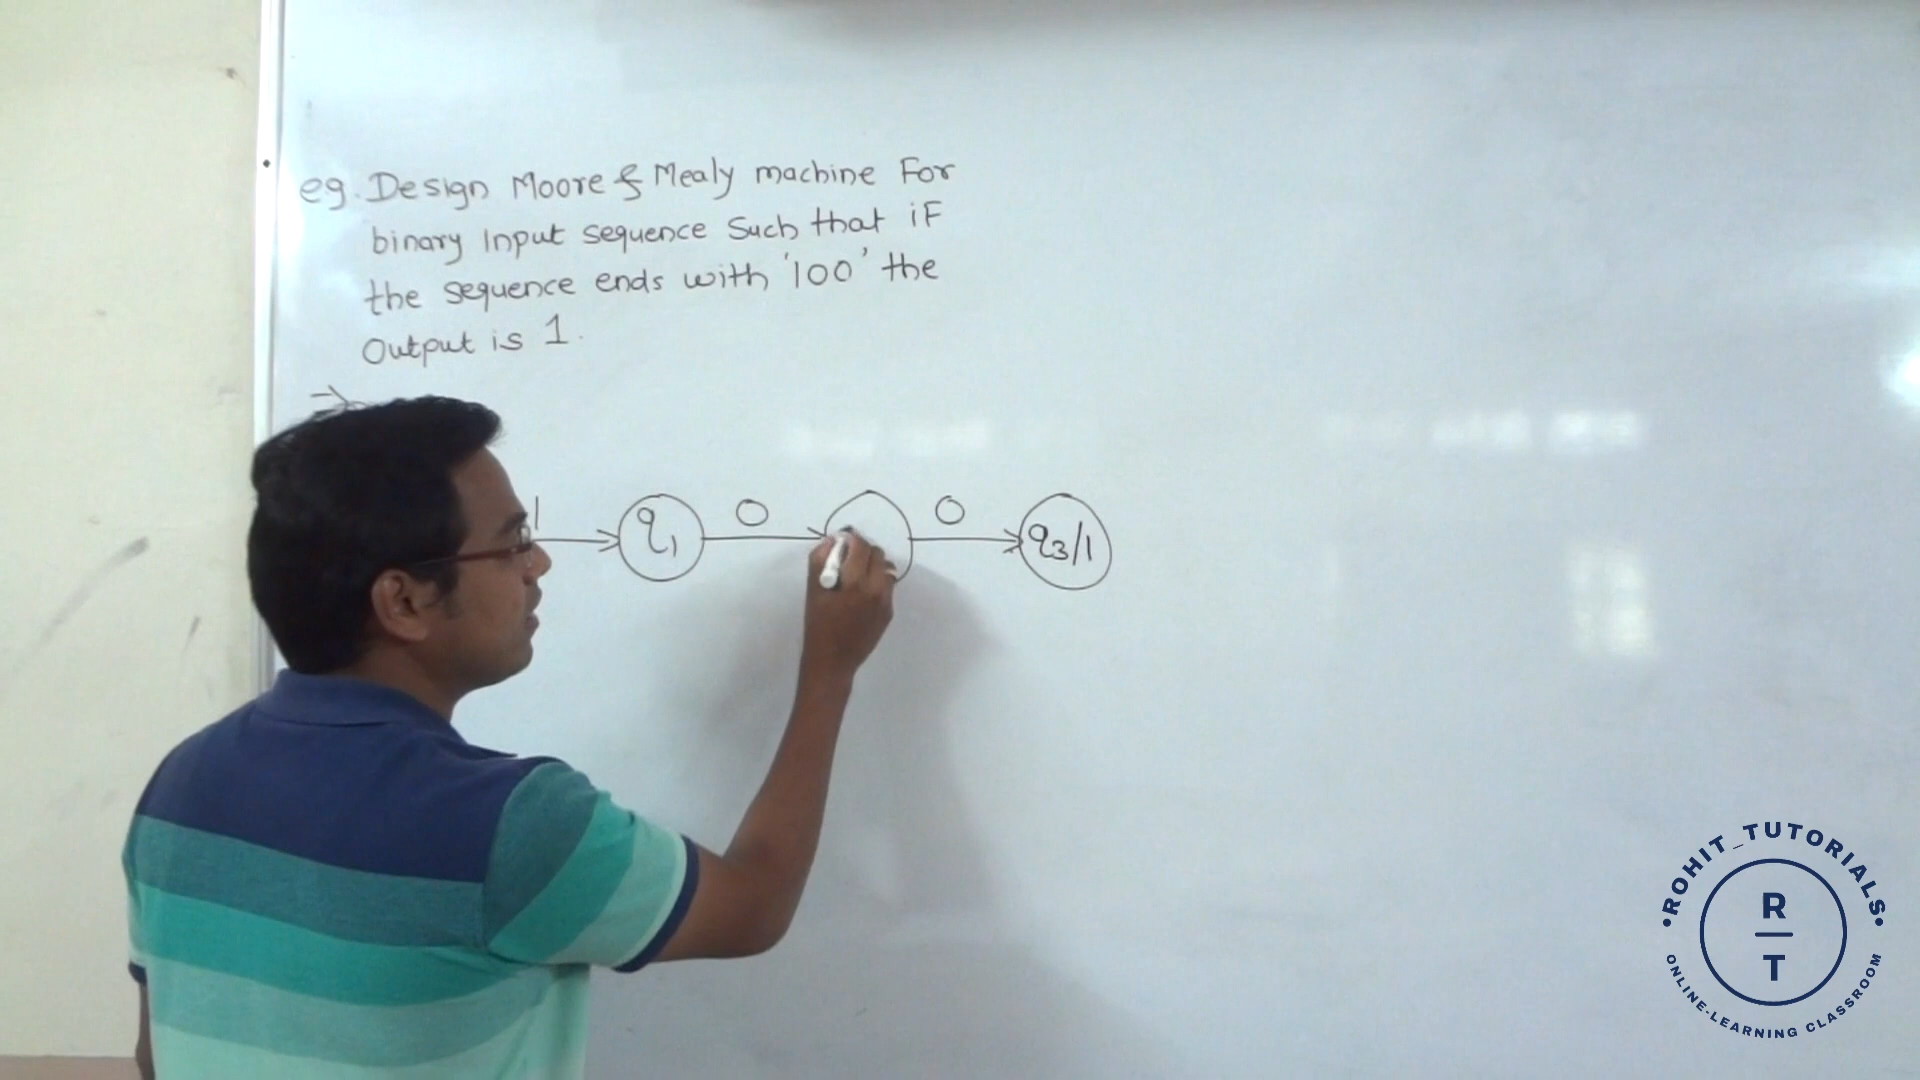 eg. Design Moore & Mealy machine For
binary Input sequence Such that iF
the sequence ends with '100' the
Output is 1.
1 q1 0 0 q3/1
•ROHIT_TUTORIALS•
R
T
ONLINE-LEARNING CLASSROOM